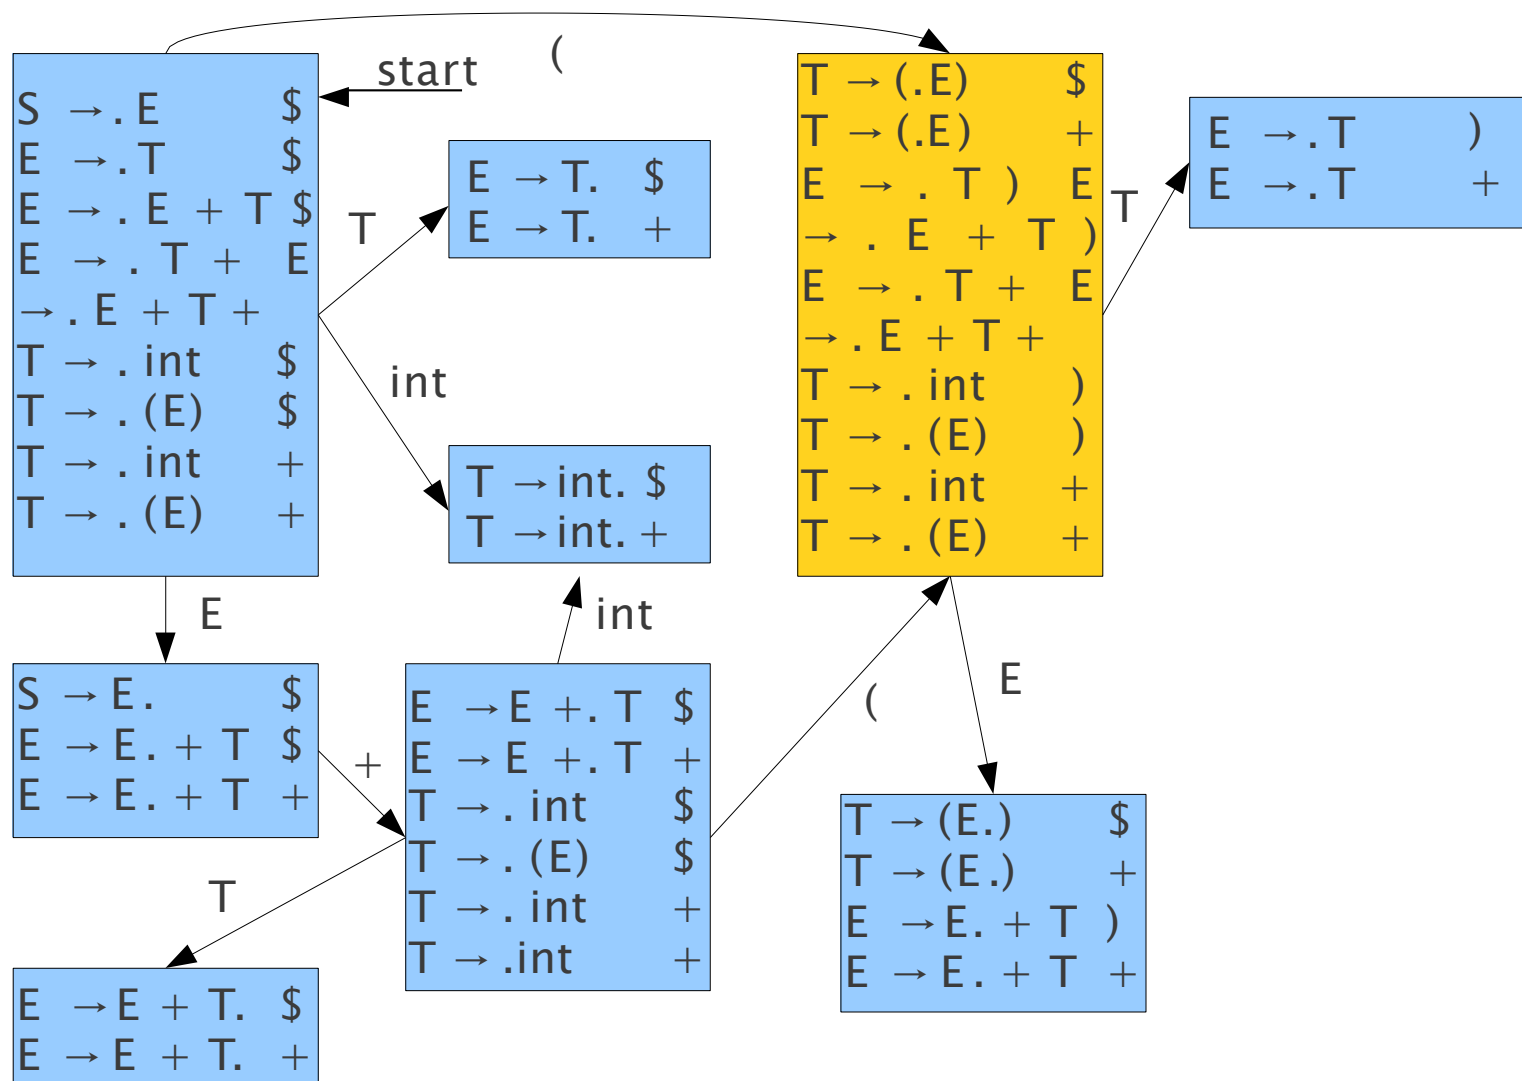 (
start
S → . E $
E → . T $
E → . E + T $
E → . T + E
→ . E + T +
T → . int $
T → . (E) $
T → . int +
T → . (E) +
T
E → T. $
E → T. +
int
T → int. $
T → int. +
T → (.E) $
T → (.E) +
E → . T ) E
→ . E + T )
E → . T + E
→ . E + T +
T → . int )
T → . (E) )
T → . int +
T → . (E) +
T
E → . T )
E → . T +
E
S → E. $
E → E. + T $
E → E. + T +
+
int
E → E +. T $
E → E +. T +
T → . int $
T → . (E) $
T → . int +
T → .int +
(
E
T → (E.) $
T → (E.) +
E → E. + T )
E → E. + T +
T
E → E + T. $
E → E + T. +